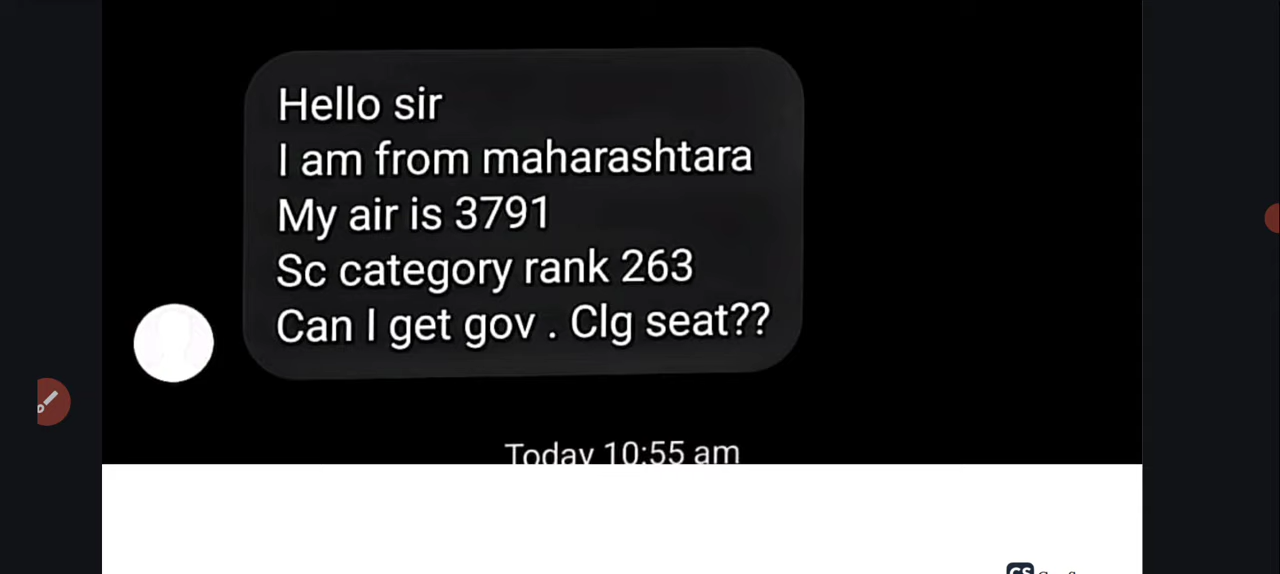 Hello sir
I am from maharashtara
My air is 3791
Sc category rank 263
Can I get gov . Clg seat??
Today 10:55 am
GS